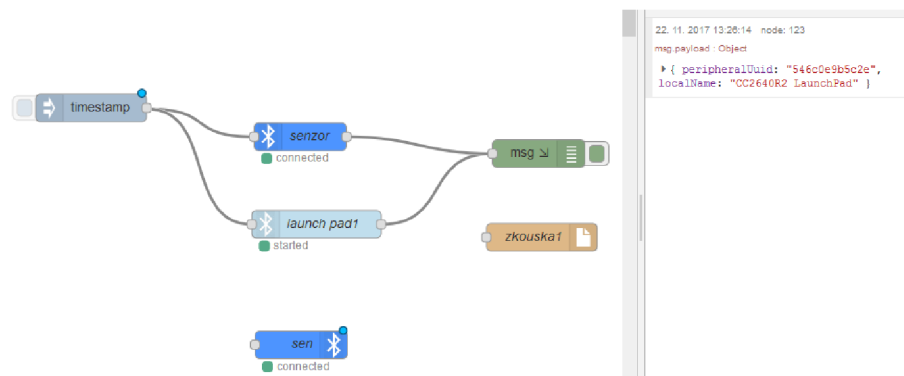 timestamp
senzor
connected
msg
launch pad1
started
zkouska1
sen
connected
22. 11. 2017 13:26:14 node: 123
msg.payload : Object
{ peripheralUuid: "546c0e9b5c2e",
localName: "CC2640R2 LaunchPad" ]